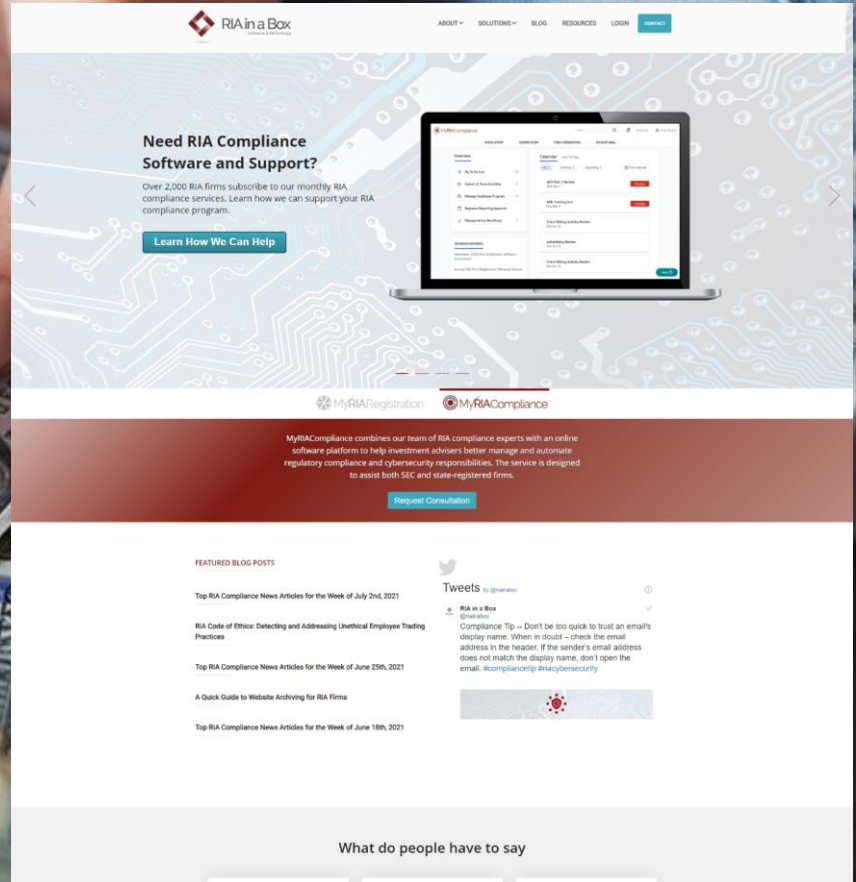 RIA in a Box
Software & Technology
ABOUT
SOLUTIONS
BLOG
RESOURCES
LOGIN
CONTACT
Need RIA Compliance
Software and Support?
Over 2,000 RIA firms subscribe to our monthly RIA
compliance services. Learn how we can support your RIA
compliance program.
Learn How We Can Help
MyRIACompliance
Overview
Calendar
Announcements
MyRIARegistration
MyRIACompliance
MyRIACompliance combines our team of RIA compliance experts with an online
software platform to help investment advisers better manage and automate
regulatory compliance and cybersecurity responsibilities. The service is designed
to assist both SEC and state-registered firms.
Request Consultation
FEATURED BLOG POSTS
Top RIA Compliance News Articles for the Week of July 2nd, 2021
RIA Code of Ethics: Detecting and Addressing Unethical Employee Trading
Practices
Top RIA Compliance News Articles for the Week of June 25th, 2021
A Quick Guide to Website Archiving for RIA Firms
Top RIA Compliance News Articles for the Week of June 18th, 2021
Tweets by @riainabox
RIA in a Box
@riainabox
Compliance Tip -- Don't be too quick to trust an email's
display name. When in doubt – check the email
address in the header. If the sender's email address
does not match the display name, don't open the
email. #compliancetip #riacybersecurity
What do people have to say